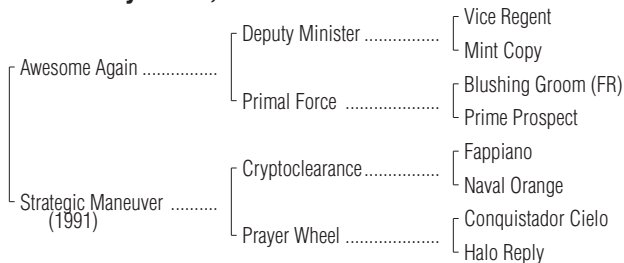 Vice Regent
Deputy Minister ................
Mint Copy
Awesome Again ................
Blushing Groom (FR)
Primal Force ....................
Prime Prospect
Fappiano
Cryptoclearance................
Naval Orange
Strategic Maneuver ..........
(1991)
Conquistador Cielo
Prayer Wheel ....................
Halo Reply